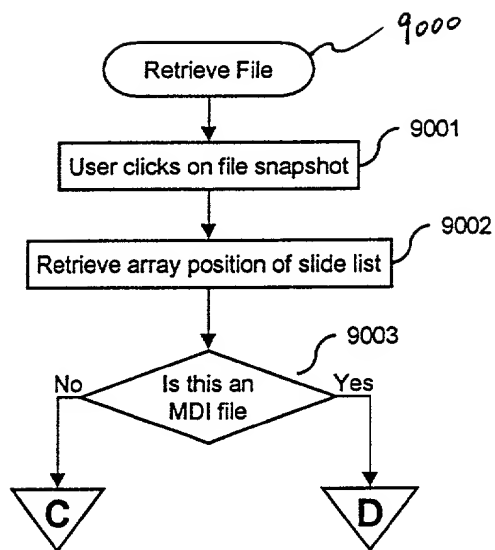 9000
Retrieve File
9001
User clicks on file snapshot
9002
Retrieve array position of slide list
9003
No
Is this an
Yes
MDI file
C
D